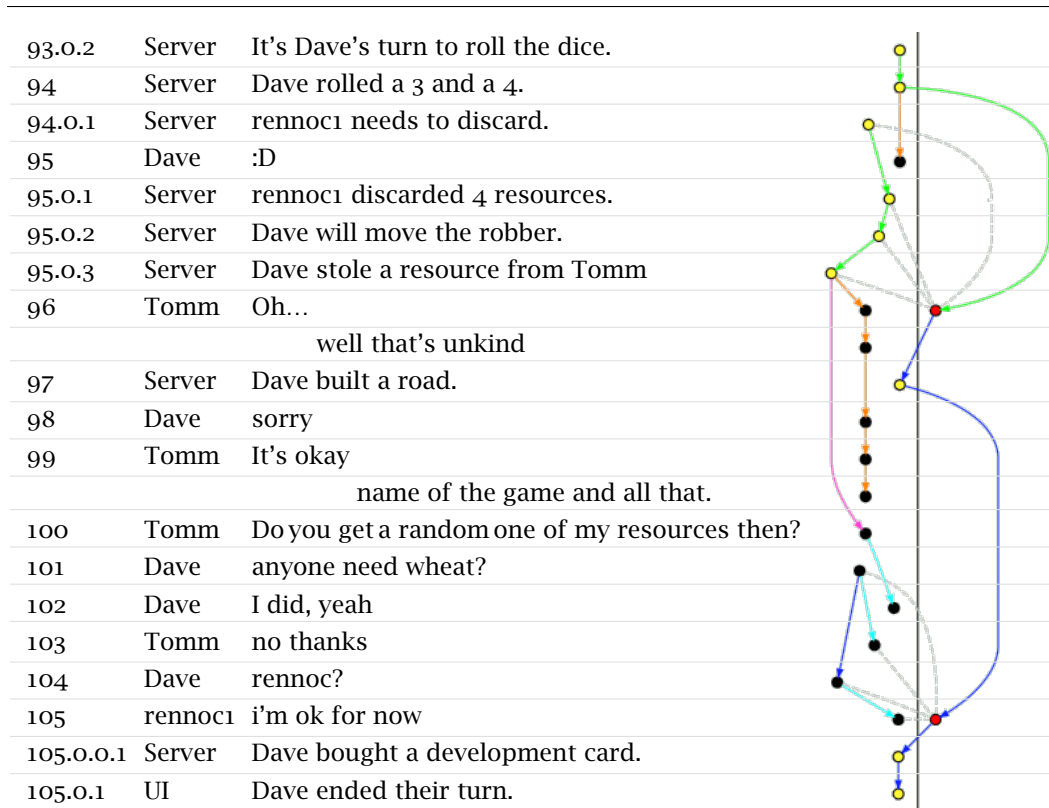 93.0.2 Server It's Dave's turn to roll the dice.
94 Server Dave rolled a 3 and a 4.
94.0.1 Server rennoc1 needs to discard.
95 Dave :D
95.0.1 Server rennoc1 discarded 4 resources.
95.0.2 Server Dave will move the robber.
95.0.3 Server Dave stole a resource from Tomm
96 Tomm Oh…
well that's unkind
97 Server Dave built a road.
98 Dave sorry
99 Tomm It's okay
name of the game and all that.
100 Tomm Do you get a random one of my resources then?
101 Dave anyone need wheat?
102 Dave I did, yeah
103 Tomm no thanks
104 Dave rennoc?
105 rennoc1 i'm ok for now
105.0.0.1 Server Dave bought a development card.
105.0.1 UI Dave ended their turn.